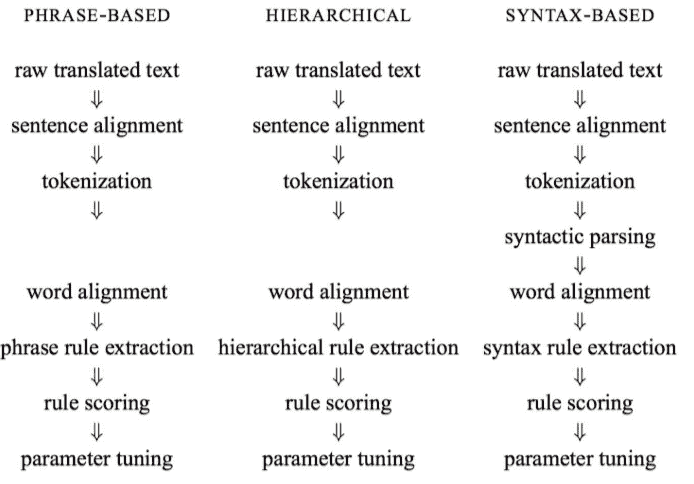 PHRASE-BASED HIERARCHICAL SYNTAX-BASED
raw translated text raw translated text raw translated text
⇓ ⇓ ⇓
sentence alignment sentence alignment sentence alignment
⇓ ⇓ ⇓
tokenization tokenization tokenization
⇓ ⇓ ⇓
syntactic parsing
⇓
word alignment word alignment word alignment
⇓ ⇓ ⇓
phrase rule extraction hierarchical rule extraction syntax rule extraction
⇓ ⇓ ⇓
rule scoring rule scoring rule scoring
⇓ ⇓ ⇓
parameter tuning parameter tuning parameter tuning